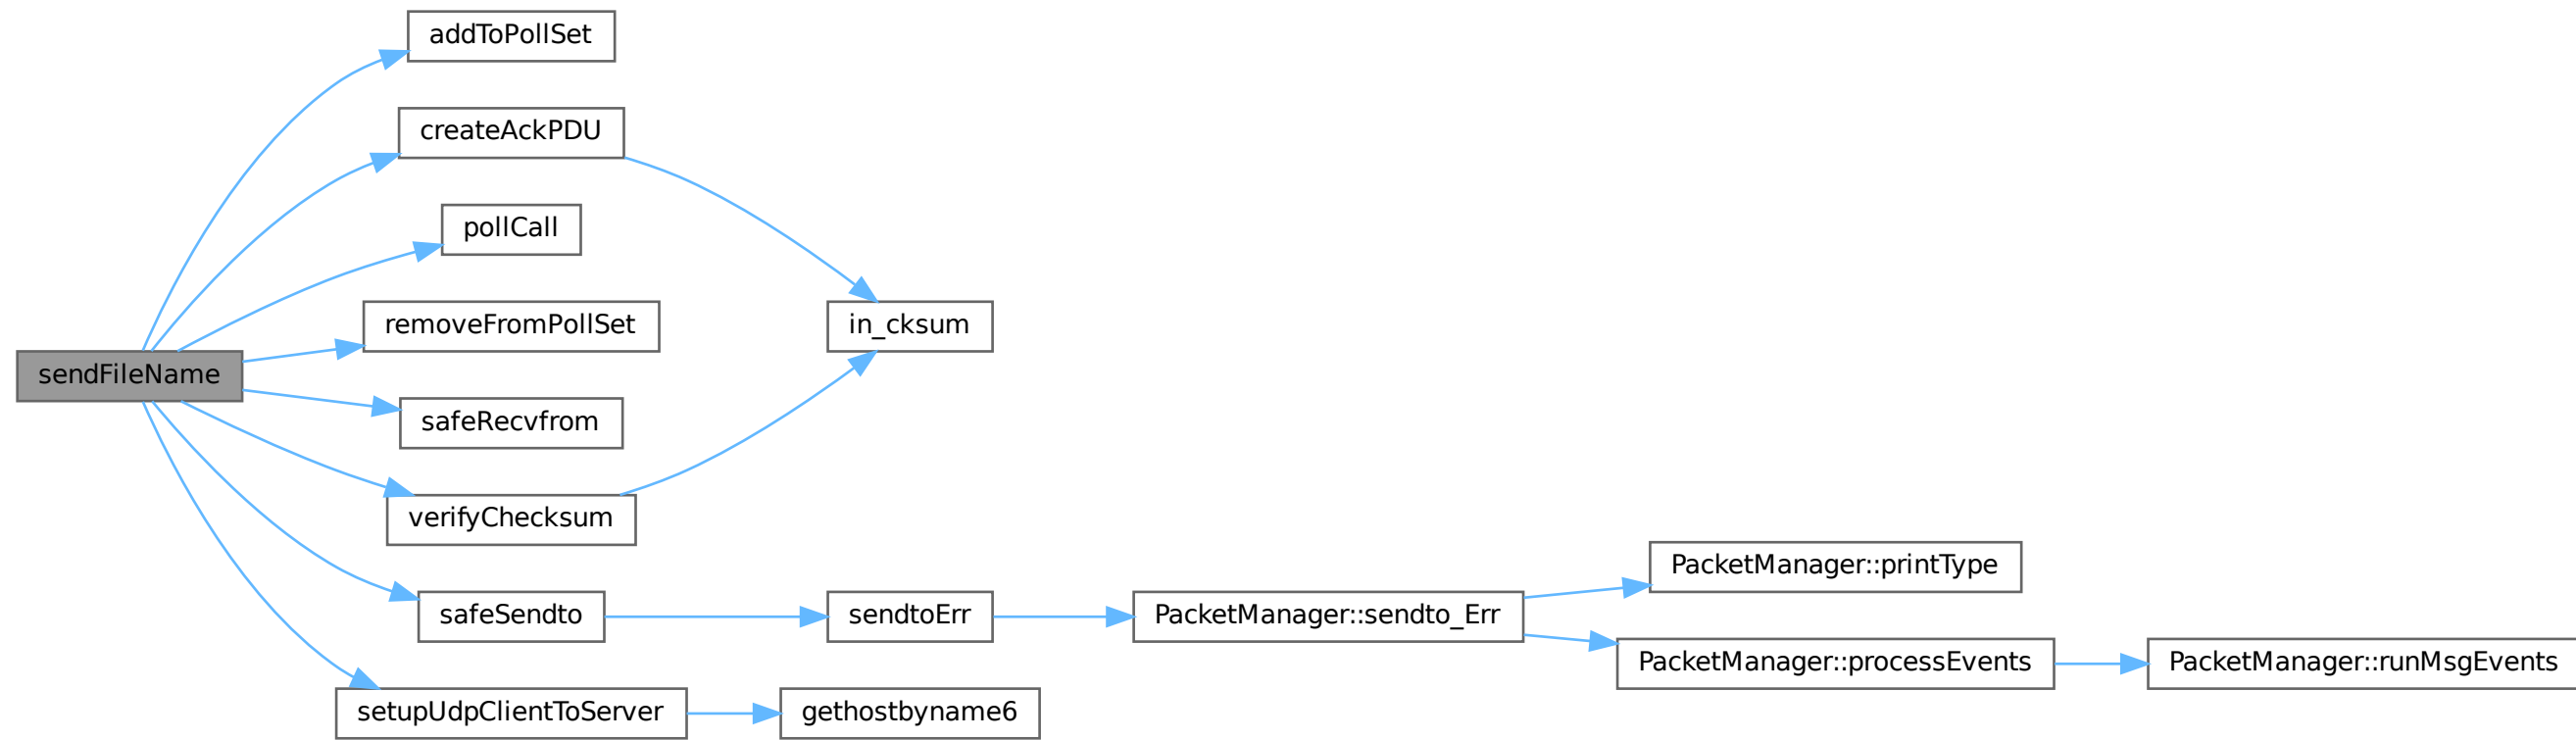 addToPollSet
createAckPDU
pollCall
removeFromPollSet
in_cksum
sendFileName
safeRecvfrom
verifyChecksum
PacketManager::printType
safeSendto
sendtoErr
PacketManager::sendto_Err
PacketManager::processEvents
PacketManager::runMsgEvents
setupUdpClientToServer
gethostbyname6